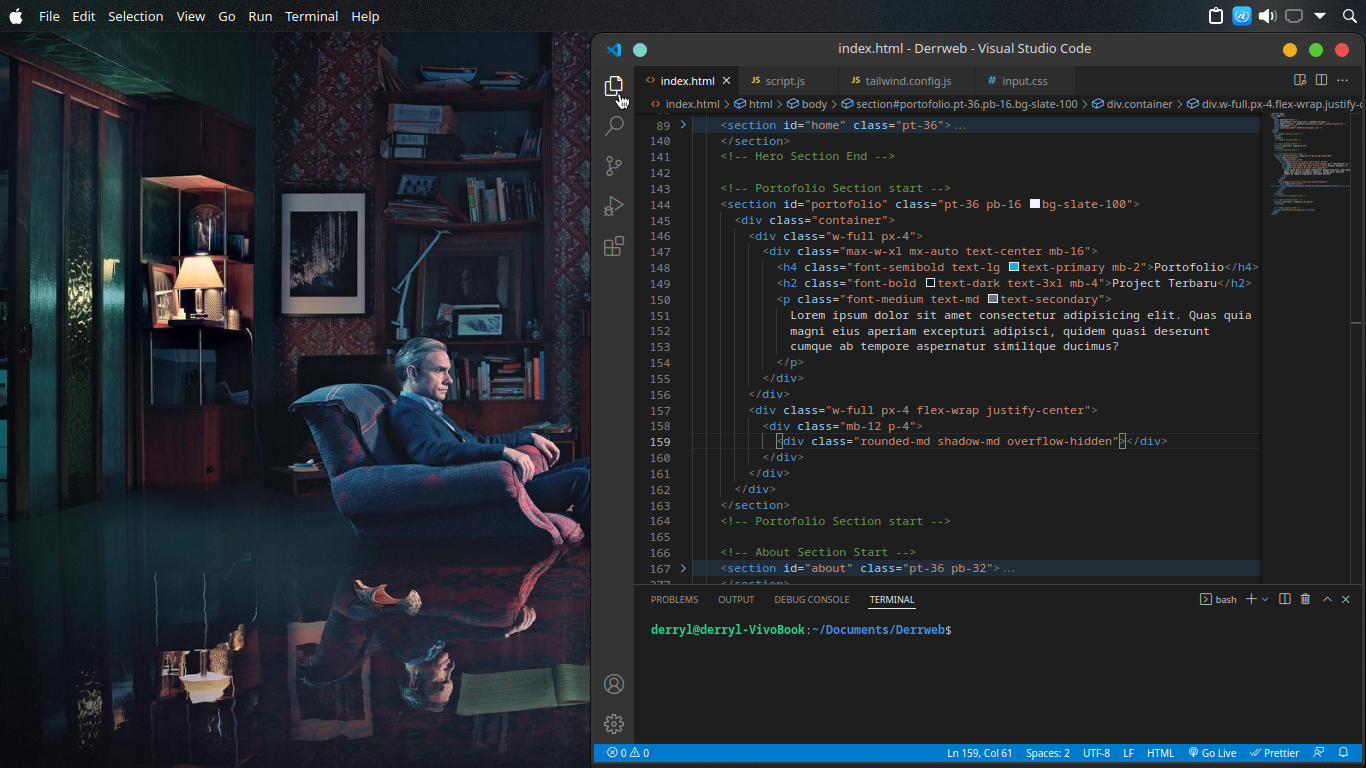 File Edit Selection View Go Run Terminal Help
index.html - Derrweb - Visual Studio Code
index.html script.js tailwind.config.js input.css
index.html > html > body > section#portofolio.pt-36.pb-16.bg-slate-100 > div.container > div.w-full.px-4.flex-wrap.justify-c
89 <section id="home" class="pt-36">...
140 </section>
141 <!-- Hero Section End -->
142
143 <!-- Portofolio Section start -->
144 <section id="portofolio" class="pt-36 pb-16 bg-slate-100">
145 <div class="container">
146 <div class="w-full px-4">
147 <div class="max-w-xl mx-auto text-center mb-16">
148 <h4 class="font-semibold text-lg text-primary mb-2">Portofolio</h4>
149 <h2 class="font-bold text-dark text-3xl mb-4">Project Terbaru</h2>
150 <p class="font-medium text-md text-secondary">
151 Lorem ipsum dolor sit amet consectetur adipisicing elit. Quas quia
152 magni eius aperiam excepturi adipisci, quidem quasi deserunt
153 cumque ab tempore aspernatur similique ducimus?
154 </p>
155 </div>
156 </div>
157 <div class="w-full px-4 flex-wrap justify-center">
158 <div class="mb-12 p-4">
159 <div class="rounded-md shadow-md overflow-hidden"></div>
160 </div>
161 </div>
162 </div>
163 </section>
164 <!-- Portofolio Section start -->
165
166 <!-- About Section Start -->
167 <section id="about" class="pt-36 pb-32">...
277 </section>
PROBLEMS OUTPUT DEBUG CONSOLE TERMINAL bash
derryl@derryl-VivoBook:~/Documents/Derrweb$
0 0 Ln 159, Col 61 Spaces: 2 UTF-8 LF HTML Go Live Prettier